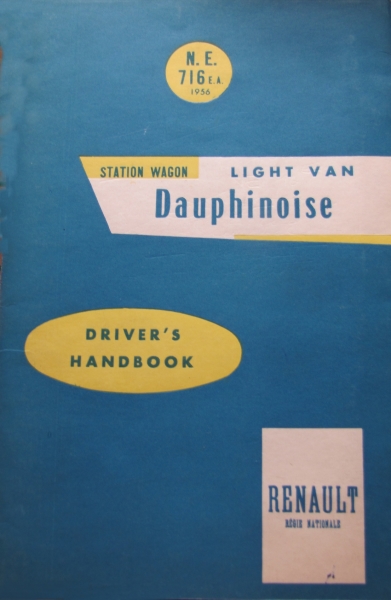 N. E.
716 E.A.
1956
STATION WAGON LIGHT VAN
Dauphinoise
DRIVER'S
HANDBOOK
RENAULT
RÉGIE NATIONALE